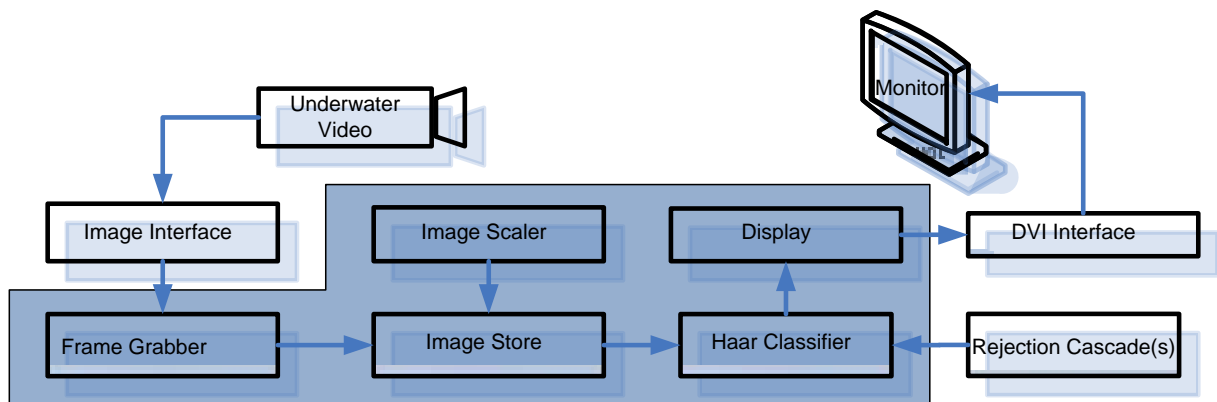 Underwater
Video
Monitor
Image Interface
Image Scaler
Display
DVI Interface
Frame Grabber
Image Store
Haar Classifier
Rejection Cascade(s)